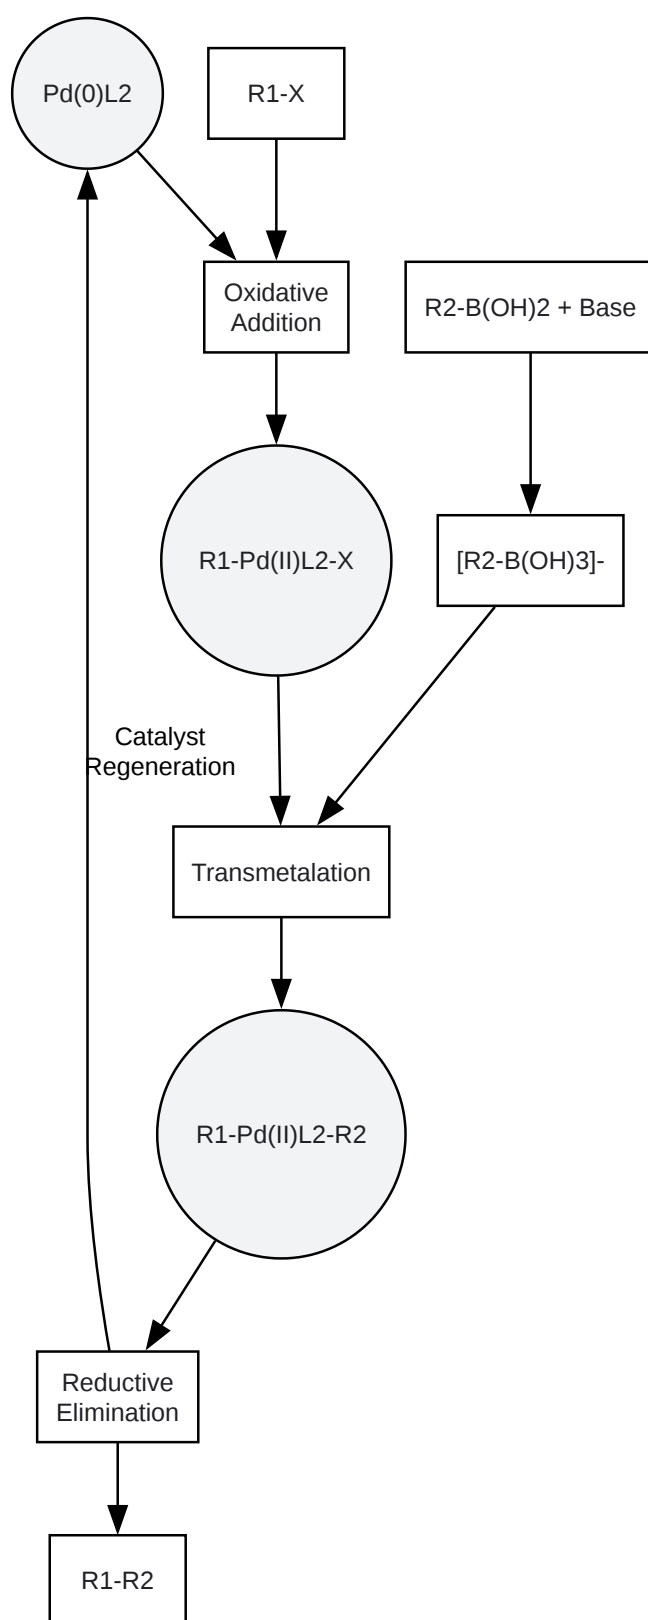 Pd(0)L2
R1-X
Oxidative
Addition
R2-B(OH)2 + Base
R1-Pd(II)L2-X
[R2-B(OH)3]-
Catalyst
Regeneration
Transmetalation
R1-Pd(II)L2-R2
Reductive
Elimination
R1-R2